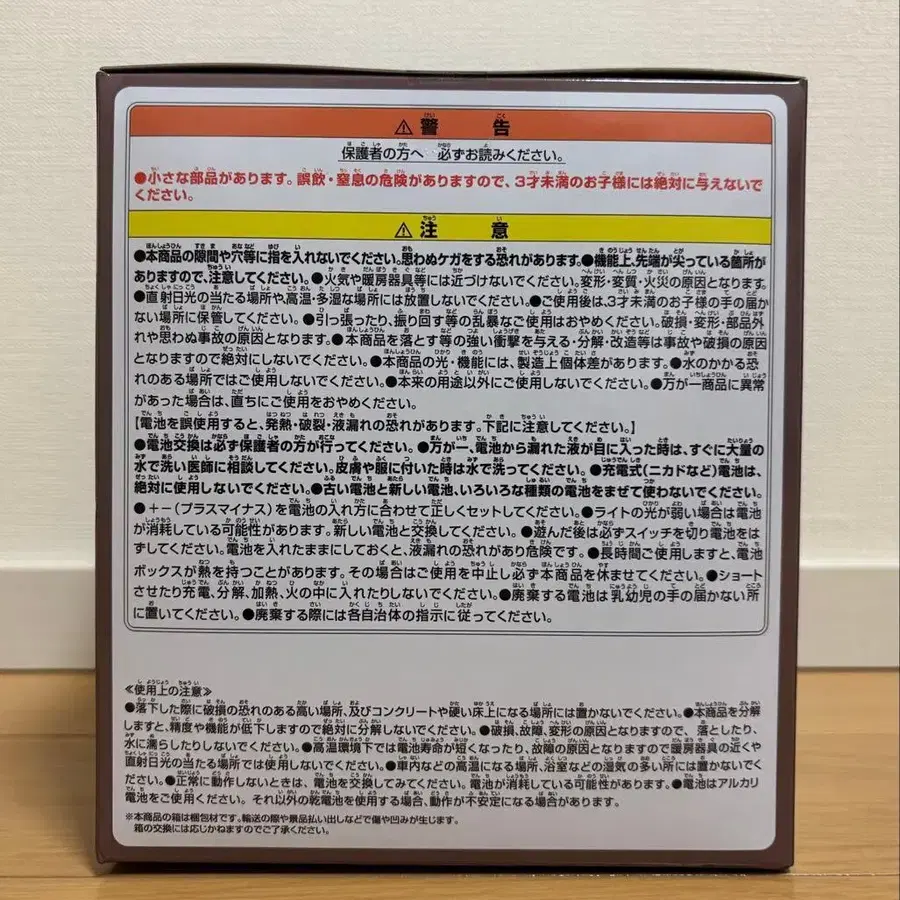 ⚠警 告
保護者の方へ 必ずお読みください。
●小さな部品があります。誤飲・窒息の危険がありますので、3才未満のお子様には絶対に与えないで
ください。
⚠注 意
●本商品の隙間や穴等に指を入れないでください。思わぬケガをする恐れがあります。●機能上、先端が尖っている箇所が
ありますので、注意してください。●火気や暖房器具等には近づけないでください。変形・変質・火災の原因となります。
●直射日光の当たる場所や高温・多湿な場所には放置しないでください。●ご使用後は、3才未満のお子様の手の届か
ない場所に保管してください。●引っ張ったり、振り回す等の乱暴なご使用はおやめください。破損・変形・部品外
れや思わぬ事故の原因となります。●本商品を落とす等の強い衝撃を与える・分解・改造等は事故や破損の原因
となりますので絶対にしないでください。●本商品の光・機能には、製造上個体差があります。●水のかかる恐
れのある場所ではご使用しないでください。●本来の用途以外にご使用しないでください。●万が一商品に異常
があった場合は、直ちにご使用をおやめください。
【電池を誤使用すると、発熱・破裂・液漏れの恐れがあります。下記に注意してください。】
●電池交換は必ず保護者の方が行ってください。●万が一、電池から漏れた液が目に入った時は、すぐに大量の
水で洗い医師に相談してください。皮膚や服に付いた時は水で洗ってください。●充電式(ニカドなど)電池は、
絶対に使用しないでください。●古い電池と新しい電池、いろいろな種類の電池をまぜて使わないでください。
●+-(プラスマイナス)を電池の入れ方に合わせて正しくセットしてください。●ライトの光が弱い場合は電池
が消耗している可能性があります。新しい電池と交換してください。●遊んだ後は必ずスイッチを切り電池をは
ずしてください。電池を入れたままにしておくと、液漏れの恐れがあり危険です。●長時間ご使用しますと、電池
ボックスが熱を持つことがあります。その場合はご使用を中止し必ず本商品を休ませてください。●ショート
させたり充電、分解、加熱、火の中に入れたりしないでください。●廃棄する電池は乳幼児の手の届かない所
に置いてください。●廃棄する際には各自治体の指示に従ってください。
≪使用上の注意≫
●落下した際に破損の恐れのある高い場所、及びコンクリートや硬い床上になる場所には置かないでください。●本商品を分解
しますと、精度や機能が低下しますので絶対に分解しないでください。●破損、故障、変形の原因となりますので、落としたり、
水に濡らしたりしないでください。●高温環境下では電池寿命が短くなったり、故障の原因となりますので暖房器具の近くや
直射日光の当たる場所では使用しないでください。●車内などの高温になる場所、浴室などの湿気の多い所には置かないでく
ださい。●正常に動作しないときは、電池を交換してみてください。電池が消耗している可能性があります。●電池はアルカリ
電池をご使用ください。それ以外の乾電池を使用する場合、動作が不安定になる場合があります。
※本商品の箱は梱包材です。輸送の際や景品払い出しなどで傷や凹みが生じます。
箱の交換には応じかねますのでご了承ください。